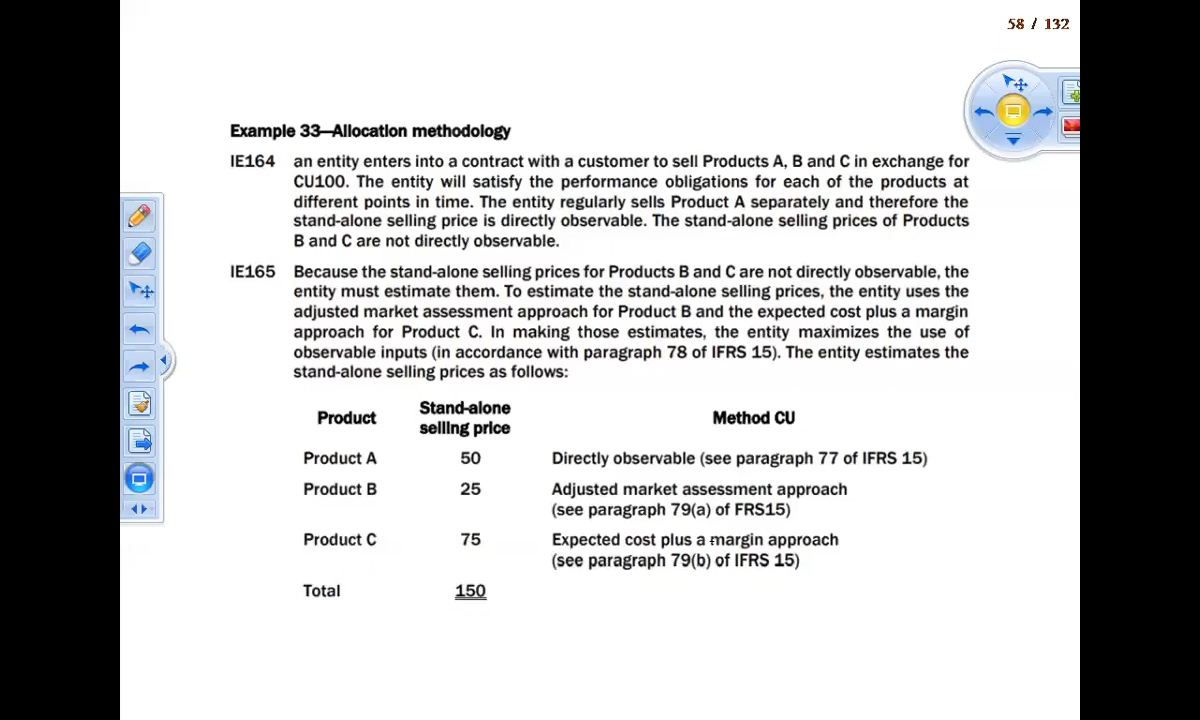 58 / 132
Example 33—Allocation methodology
IE164 an entity enters into a contract with a customer to sell Products A, B and C in exchange for
CU100. The entity will satisfy the performance obligations for each of the products at
different points in time. The entity regularly sells Product A separately and therefore the
stand-alone selling price is directly observable. The stand-alone selling prices of Products
B and C are not directly observable.
IE165 Because the stand-alone selling prices for Products B and C are not directly observable, the
entity must estimate them. To estimate the stand-alone selling prices, the entity uses the
adjusted market assessment approach for Product B and the expected cost plus a margin
approach for Product C. In making those estimates, the entity maximizes the use of
observable inputs (in accordance with paragraph 78 of IFRS 15). The entity estimates the
stand-alone selling prices as follows:
Product Stand-alone selling price Method CU
Product A 50 Directly observable (see paragraph 77 of IFRS 15)
Product B 25 Adjusted market assessment approach
(see paragraph 79(a) of FRS15)
Product C 75 Expected cost plus a margin approach
(see paragraph 79(b) of IFRS 15)
Total 150